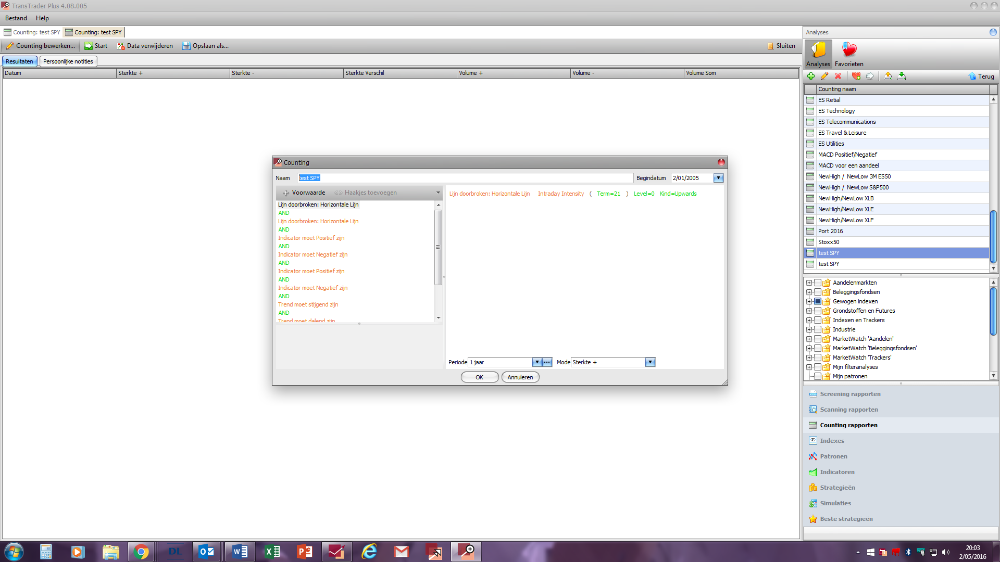 TransTrader Plus 4.08.005
Bestand Help
Counting: test SPY Counting: test SPY
Counting bewerken... Start Data verwijderen Opslaan als... Sluiten
Resultaten Persoonlijke notities
Datum Sterkte + Sterkte - Sterkte Verschil Volume + Volume - Volume Som
Counting
Naam test SPY Begindatum 2/01/2005
Voorwaarde Haakjes toevoegen
Lijn doorbroken: Horizontale Lijn
AND
Lijn doorbroken: Horizontale Lijn
AND
Indicator moet Positief zijn
AND
Indicator moet Negatief zijn
AND
Indicator moet Positief zijn
AND
Indicator moet Negatief zijn
AND
Trend moet stijgend zijn
AND
Trend moet dalend zijn
Lijn doorbroken: Horizontale Lijn Intraday Intensity ( Term=21 ) Level=0 Kind=Upwards
Periode 1 jaar Mode Sterkte +
OK Annuleren
Analyses
Analyses Favorieten
Terug
Counting naam
ES Retial
ES Technology
ES Telecommunications
ES Travel & Leisure
ES Utilities
MACD Positief/Negatief
MACD voor een aandeel
NewHigh / NewLow 3M ES50
NewHigh / NewLow S&P500
NewHigh/NewLow XLB
NewHigh/NewLow XLE
NewHigh/NewLow XLF
Port 2016
Stoxx50
test SPY
test SPY
Aandelenmarkten
Beleggingsfondsen
Gewogen indexen
Grondstoffen en Futures
Indexen en Trackers
Industrie
MarketWatch 'Aandelen'
MarketWatch 'Beleggingsfondsen'
MarketWatch 'Trackers'
Mijn filteranalyses
Mijn patronen
Screening rapporten
Scanning rapporten
Counting rapporten
Indexes
Patronen
Indicatoren
Strategieën
Simulaties
Beste strategieën
DL
20:03
2/05/2016